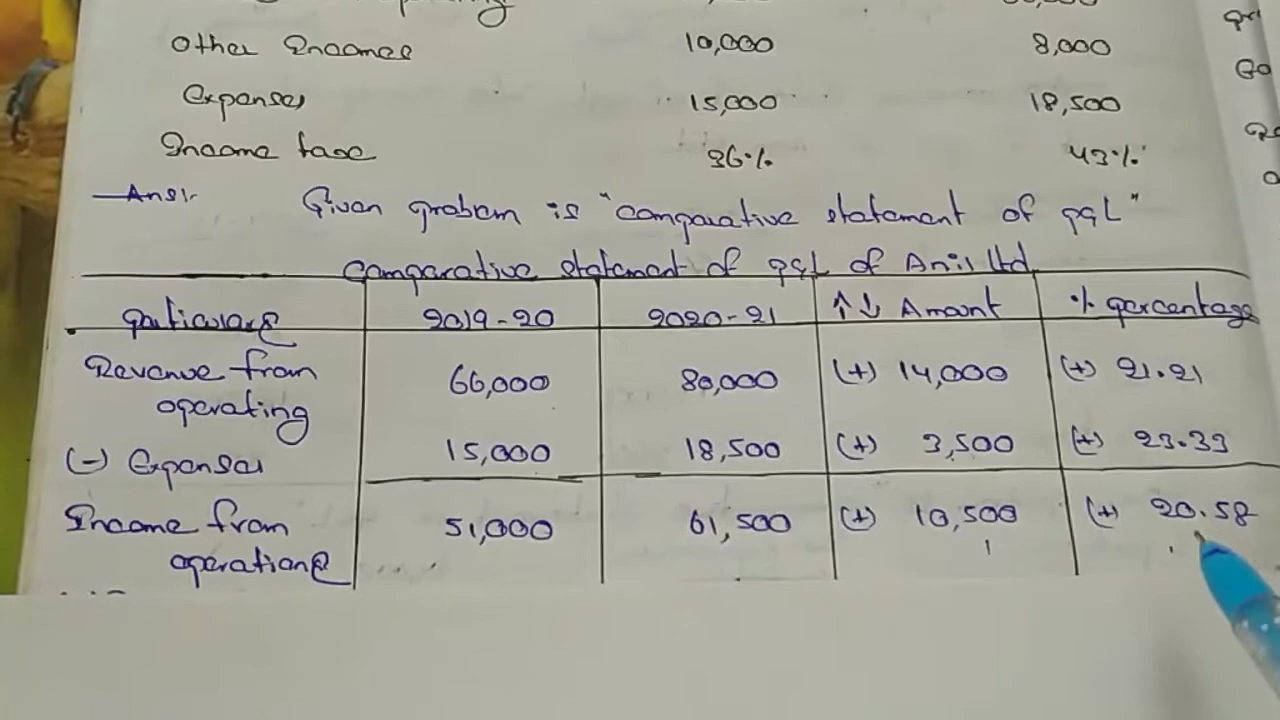 Other Incomes 10,000 8,000
Expenses 15,000 18,500
Income tax 36% 43%
Ans:-
Given probem is "comparative statement of P&L"
Comparative statement of P&L of Anil Ltd
Particulars 2019-20 2020-21 ↑↓ Amount % percentage
Revenue from operating 66,000 80,000 (+) 14,000 (+) 21.21
(-) Expenses 15,000 18,500 (+) 3,500 (+) 23.33
Income from operations 51,000 61,500 (+) 10,500 (+) 20.58